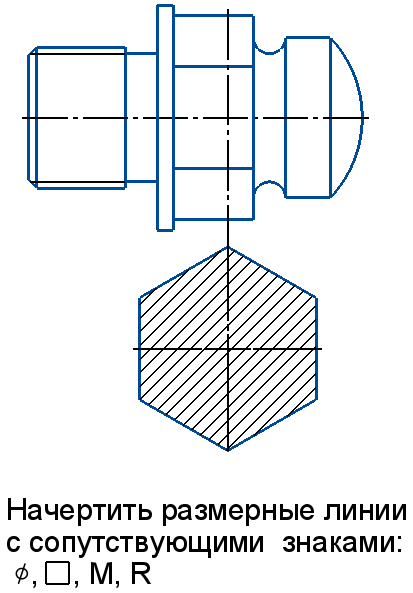 Начертить размерные линии
с сопутствующими знаками:
⌀, □, M, R